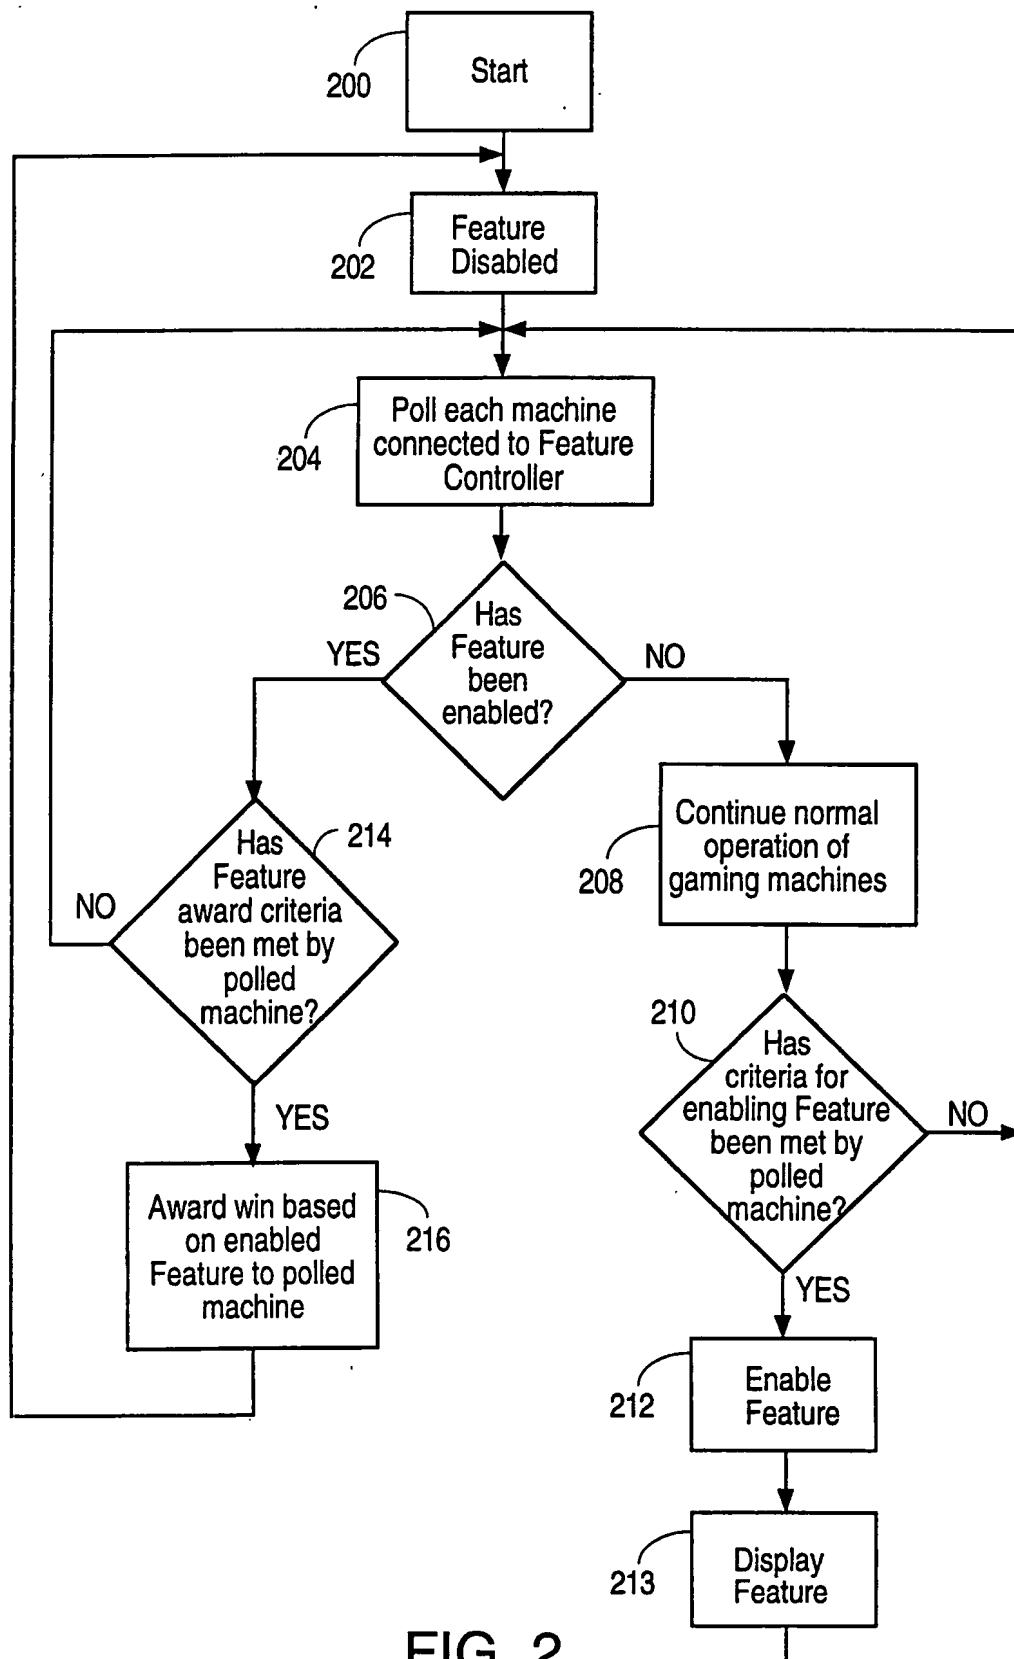 Start
200
Feature
Disabled
202
Poll each machine
connected to Feature
Controller
204
206
Has
Feature
been
enabled?
YES
NO
Has
Feature
award criteria
been met by
polled
machine?
214
NO
YES
Continue normal
operation of
gaming machines
208
210
Has
criteria for
enabling Feature
been met by
polled
machine?
NO
YES
Award win based
on enabled
Feature to polled
machine
216
Enable
Feature
212
Display
Feature
213
FIG. 2